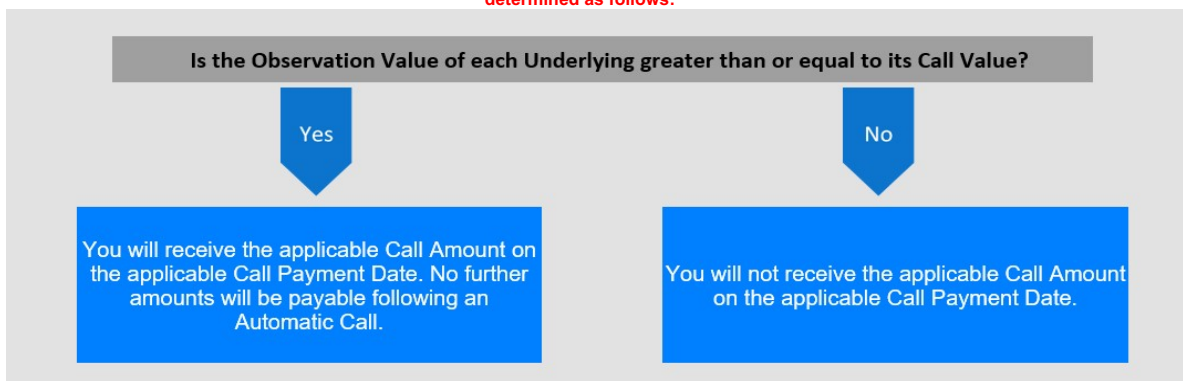 determined as follows:
Is the Observation Value of each Underlying greater than or equal to its Call Value?
Yes
No
You will receive the applicable Call Amount on
the applicable Call Payment Date. No further
amounts will be payable following an
Automatic Call.
You will not receive the applicable Call Amount
on the applicable Call Payment Date.